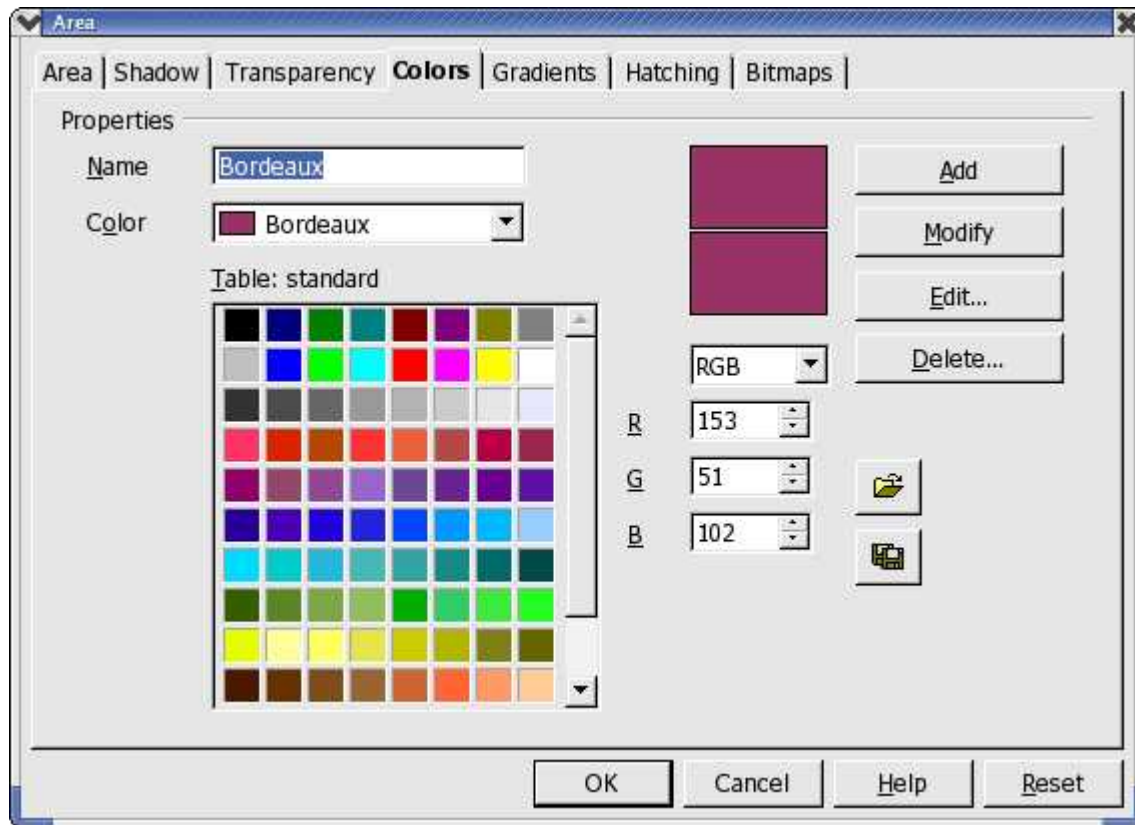 Area
Area Shadow Transparency Colors Gradients Hatching Bitmaps
Properties
Name Bordeaux
Color Bordeaux
Table: standard
Add
Modify
Edit...
Delete...
RGB
R 153
G 51
B 102
OK Cancel Help Reset